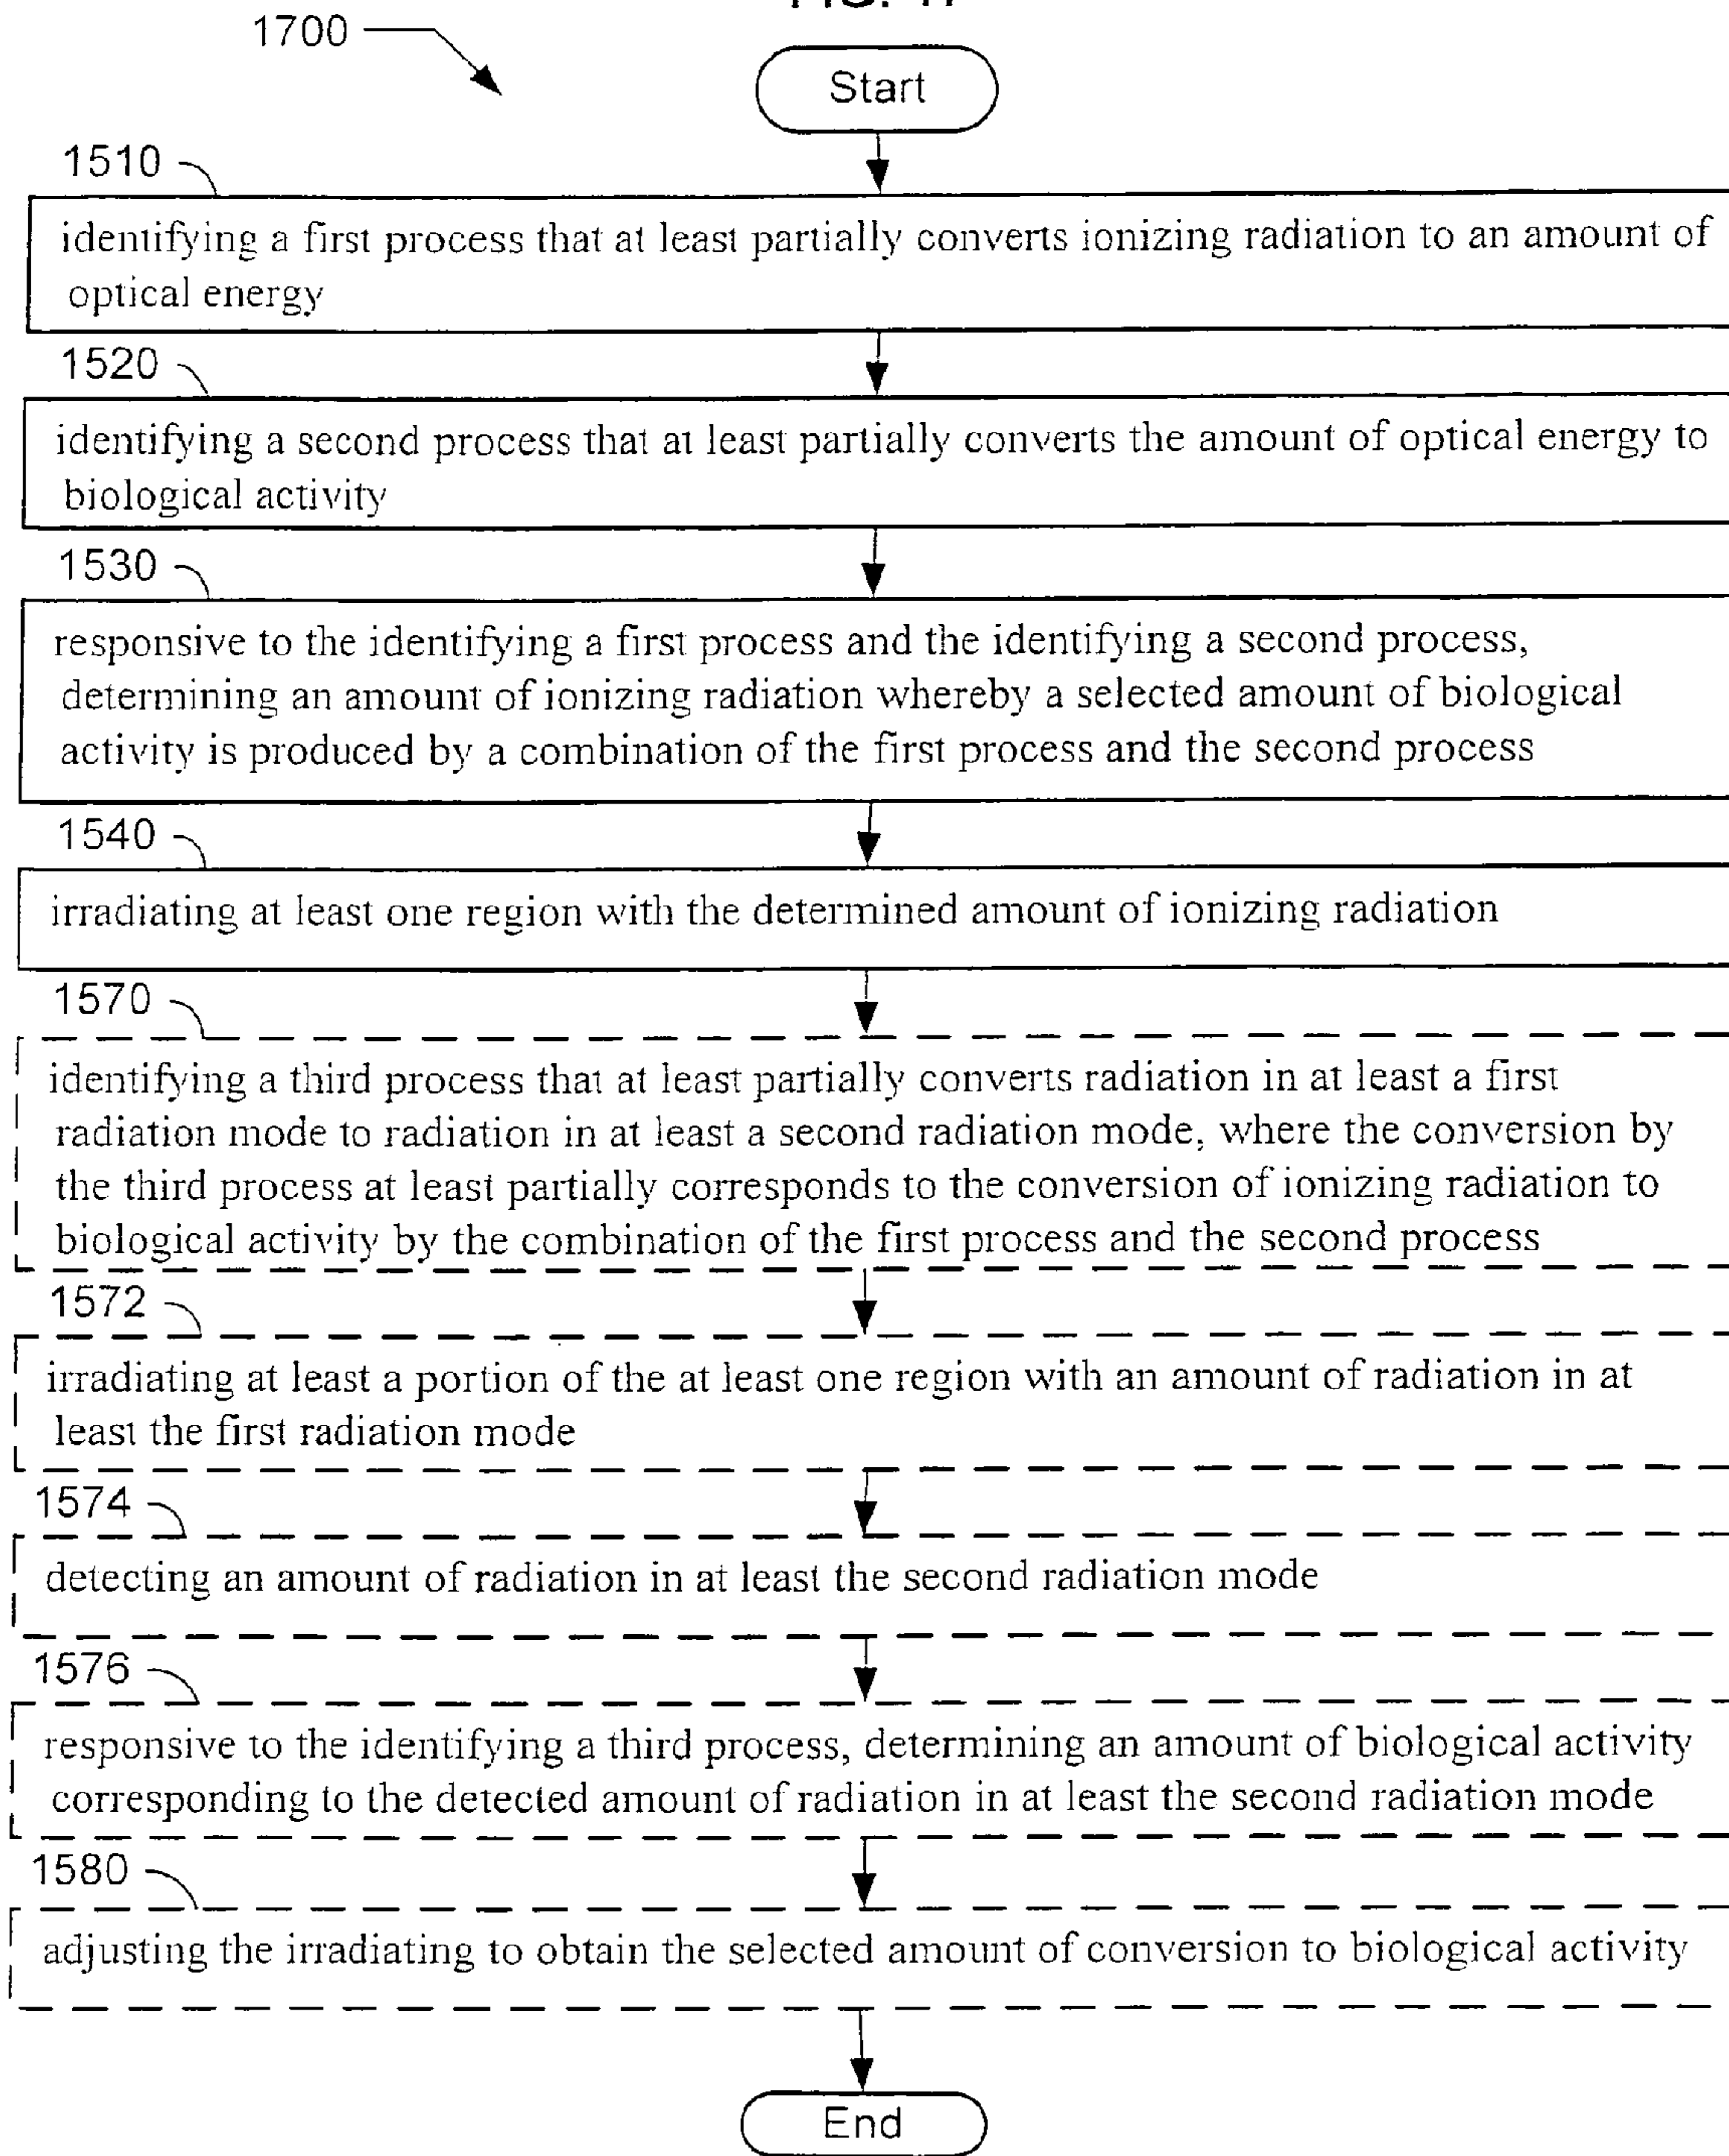 1700
Start
1510
identifying a first process that at least partially converts ionizing radiation to an amount of
optical energy
1520
identifying a second process that at least partially converts the amount of optical energy to
biological activity
1530
responsive to the identifying a first process and the identifying a second process,
determining an amount of ionizing radiation whereby a selected amount of biological
activity is produced by a combination of the first process and the second process
1540
irradiating at least one region with the determined amount of ionizing radiation
1570
identifying a third process that at least partially converts radiation in at least a first
radiation mode to radiation in at least a second radiation mode, where the conversion by
the third process at least partially corresponds to the conversion of ionizing radiation to
biological activity by the combination of the first process and the second process
1572
irradiating at least a portion of the at least one region with an amount of radiation in at
least the first radiation mode
1574
detecting an amount of radiation in at least the second radiation mode
1576
responsive to the identifying a third process, determining an amount of biological activity
corresponding to the detected amount of radiation in at least the second radiation mode
1580
adjusting the irradiating to obtain the selected amount of conversion to biological activity
End